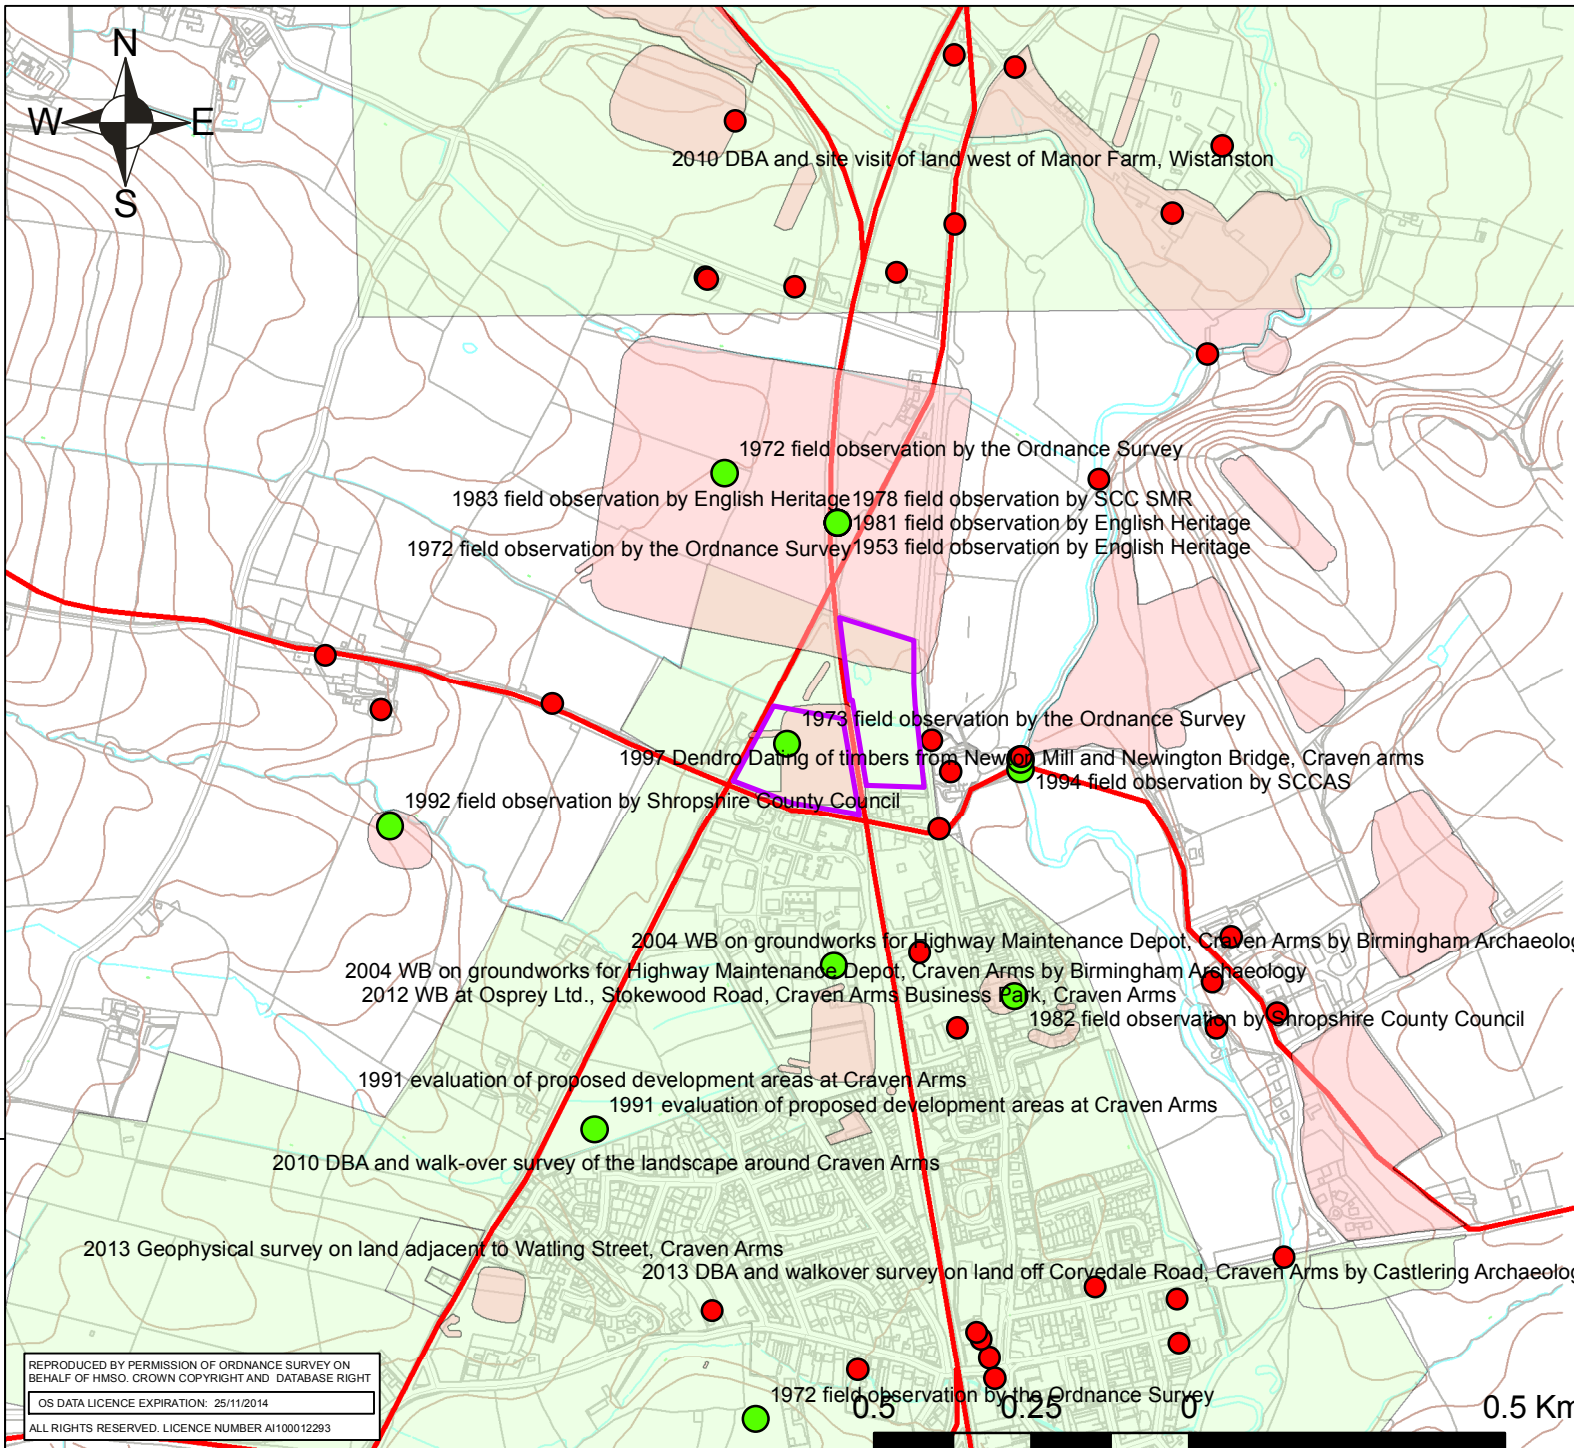 N
W E
S
2010 DBA and site visit of land west of Manor Farm, Wistanston
1972 field observation by the Ordnance Survey
1983 field observation by English Heritage 1978 field observation by SCC SMR
1981 field observation by English Heritage
1972 field observation by the Ordnance Survey 1953 field observation by English Heritage
1973 field observation by the Ordnance Survey
1997 Dendro Dating of timbers from Newton Mill and Newington Bridge, Craven arms
1994 field observation by SCCAS
1992 field observation by Shropshire County Council
2004 WB on groundworks for Highway Maintenance Depot, Craven Arms by Birmingham Archaeolog
2004 WB on groundworks for Highway Maintenance Depot, Craven Arms by Birmingham Archaeology
2012 WB at Osprey Ltd., Stokewood Road, Craven Arms Business Park, Craven Arms
1982 field observation by Shropshire County Council
1991 evaluation of proposed development areas at Craven Arms
1991 evaluation of proposed development areas at Craven Arms
2010 DBA and walk-over survey of the landscape around Craven Arms
2013 Geophysical survey on land adjacent to Watling Street, Craven Arms
2013 DBA and walkover survey on land off Corvedale Road, Craven Arms by Castlering Archaeolog
1972 field observation by the Ordnance Survey
0.5 0.25 0 0.5 Km
REPRODUCED BY PERMISSION OF ORDNANCE SURVEY ON
BEHALF OF HMSO. CROWN COPYRIGHT AND DATABASE RIGHT
OS DATA LICENCE EXPIRATION: 25/11/2014
ALL RIGHTS RESERVED. LICENCE NUMBER AI100012293